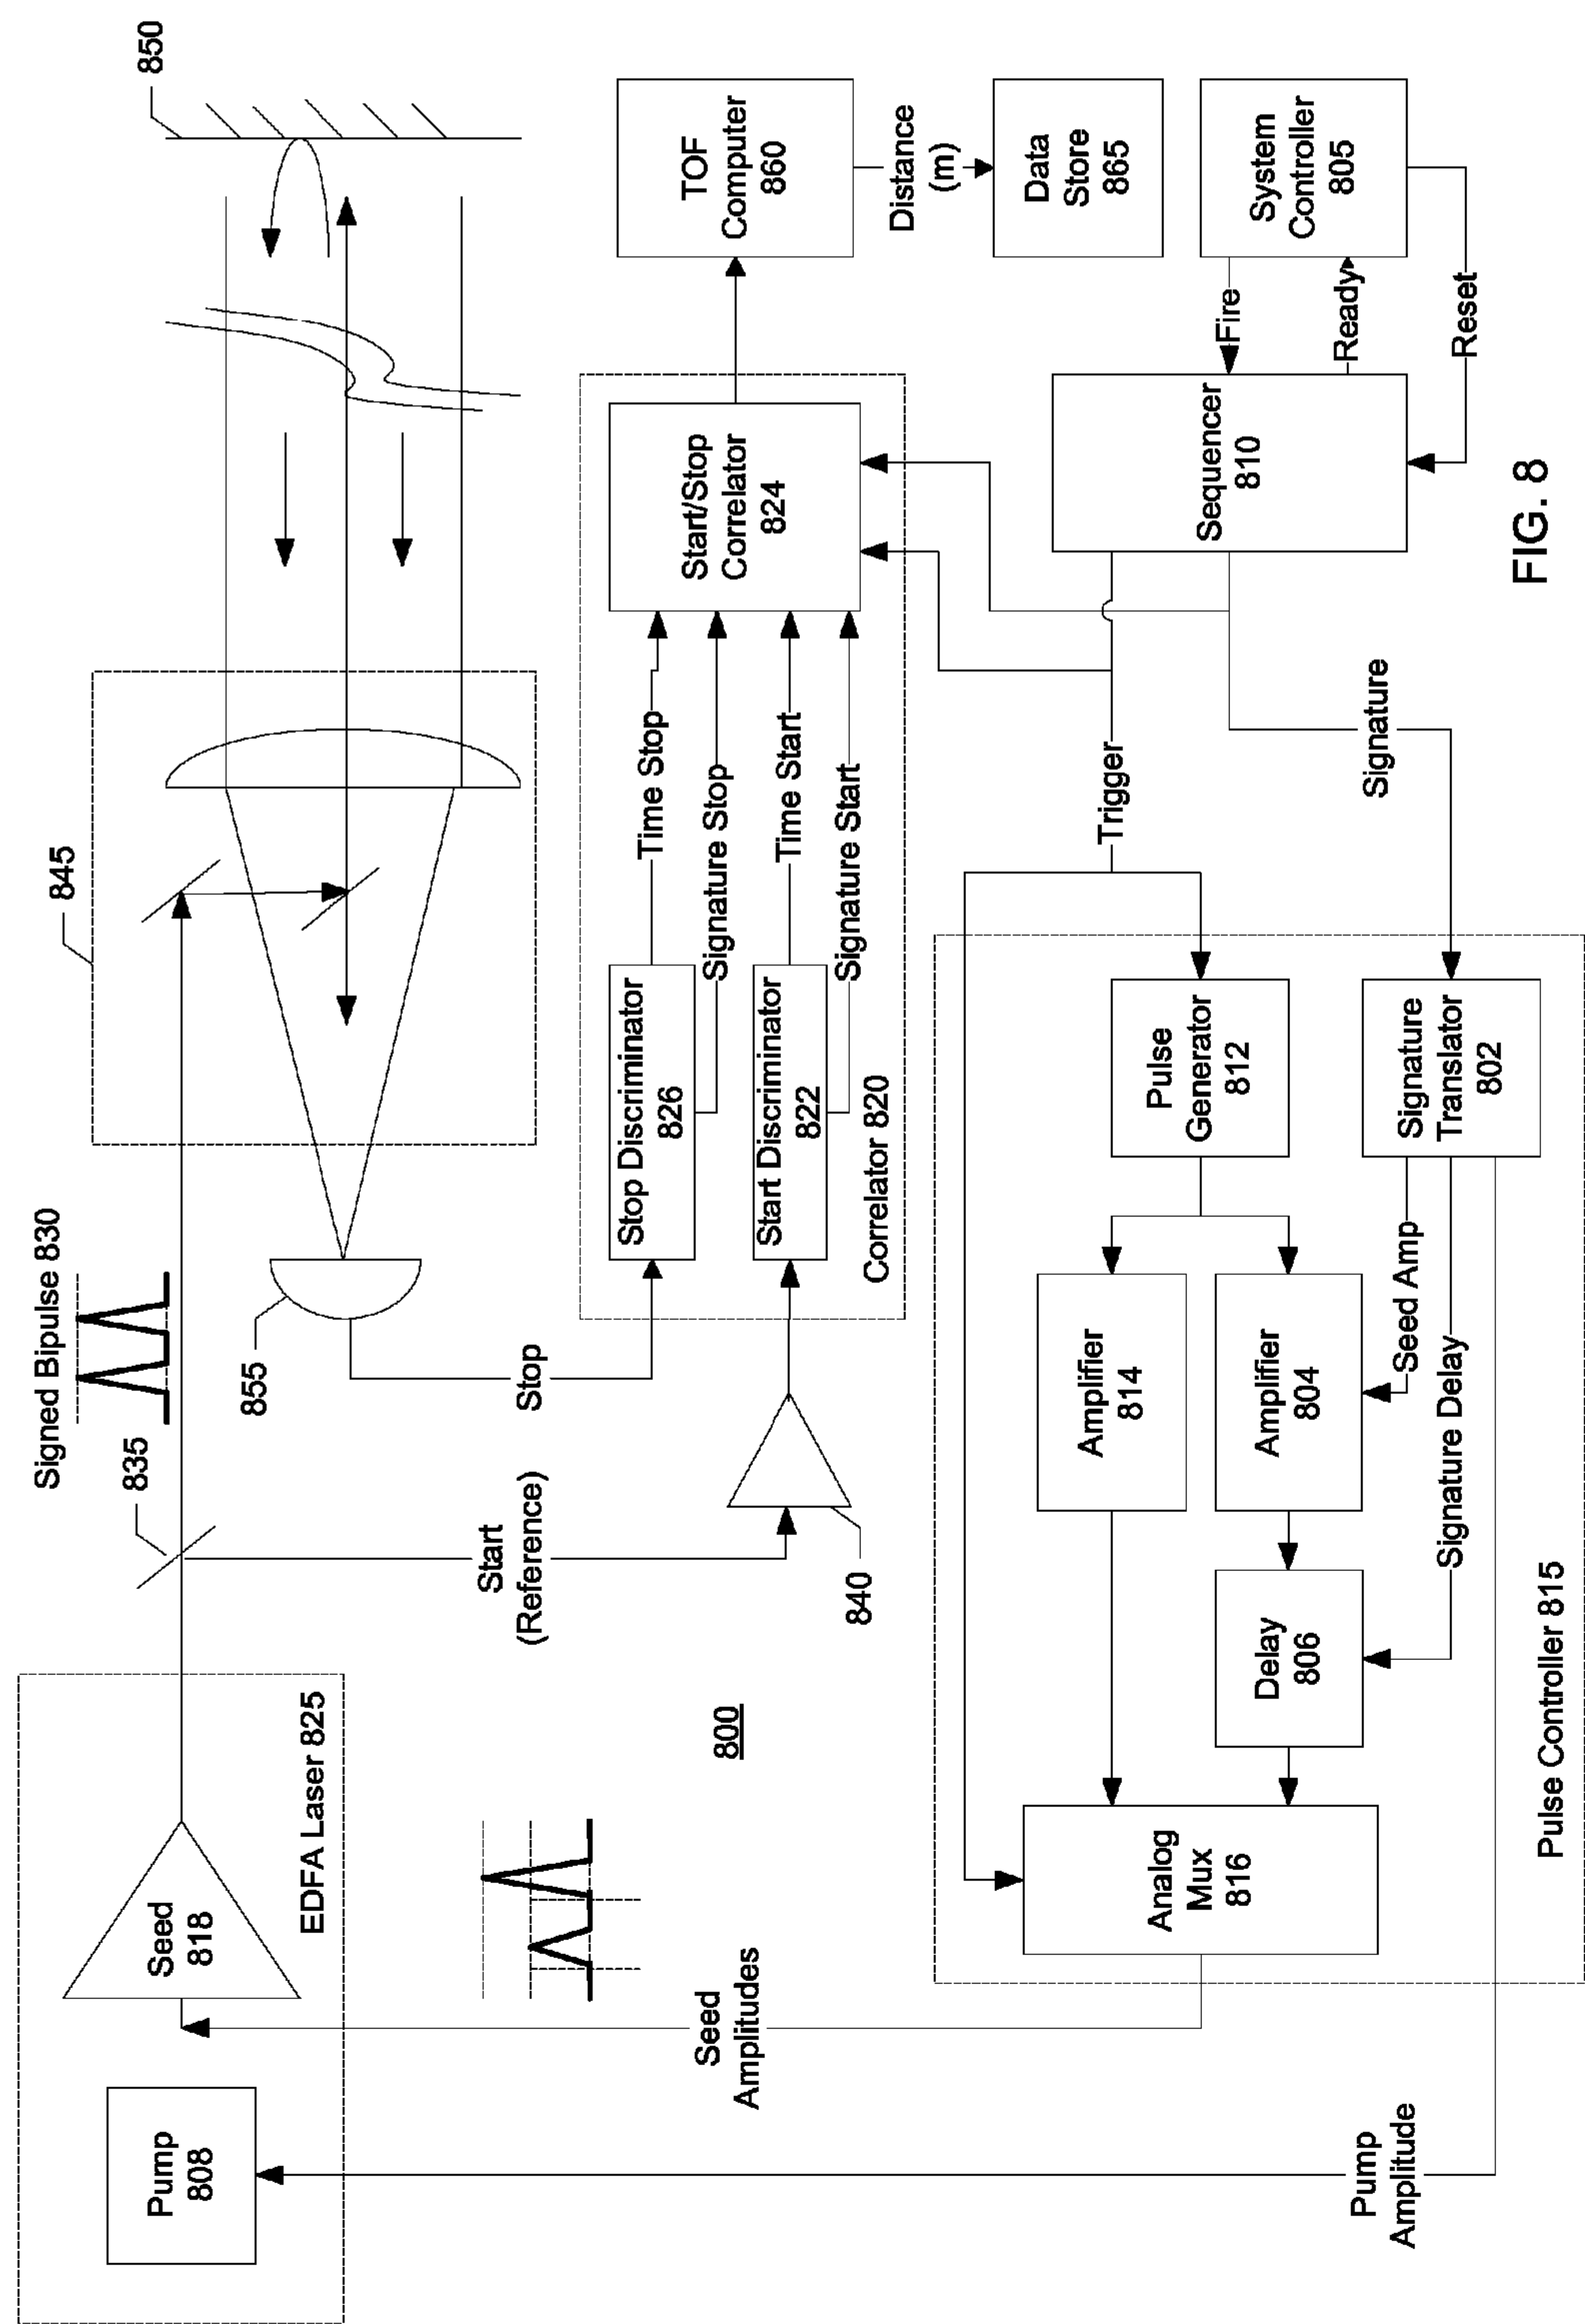 Pump
808
Seed
818
EDFA Laser 825
835
Signed Bipulse 830
845
850
855
Start
(Reference)
Stop
840
Stop Discriminator
826
Time Stop
Signature Stop
Start Discriminator
822
Time Start
Signature Start
Correlator 820
Start/Stop
Correlator
824
TOF
Computer
860
Distance
(m)
Data
Store
865
System
Controller
805
Fire
Ready
Reset
Sequencer
810
Trigger
Signature
800
Seed
Amplitudes
Pump
Amplitude
Analog
Mux
816
Amplifier
814
Delay
806
Amplifier
804
Pulse
Generator
812
Seed Amp
Signature Delay
Signature
Translator
802
Pulse Controller 815
FIG. 8